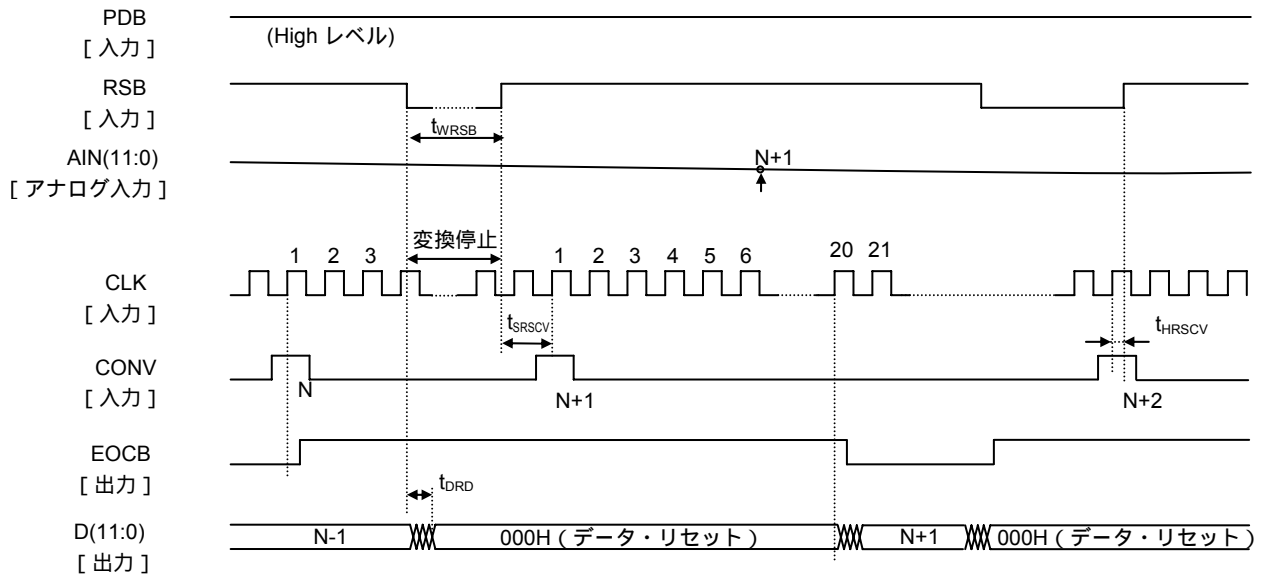 PDB
[ 入力 ]
(High レベル)
RSB
[ 入力 ]
tWRSB
AIN(11:0)
[ アナログ入力 ]
N+1
変換停止
1 2 3 1 2 3 4 5 6 20 21
CLK
[ 入力 ]
tSRSCV
tHRSCV
CONV
[ 入力 ]
N
N+1
N+2
EOCB
[ 出力 ]
tDRD
D(11:0)
[ 出力 ]
N-1
000H ( データ・リセット )
N+1
000H ( データ・リセット )